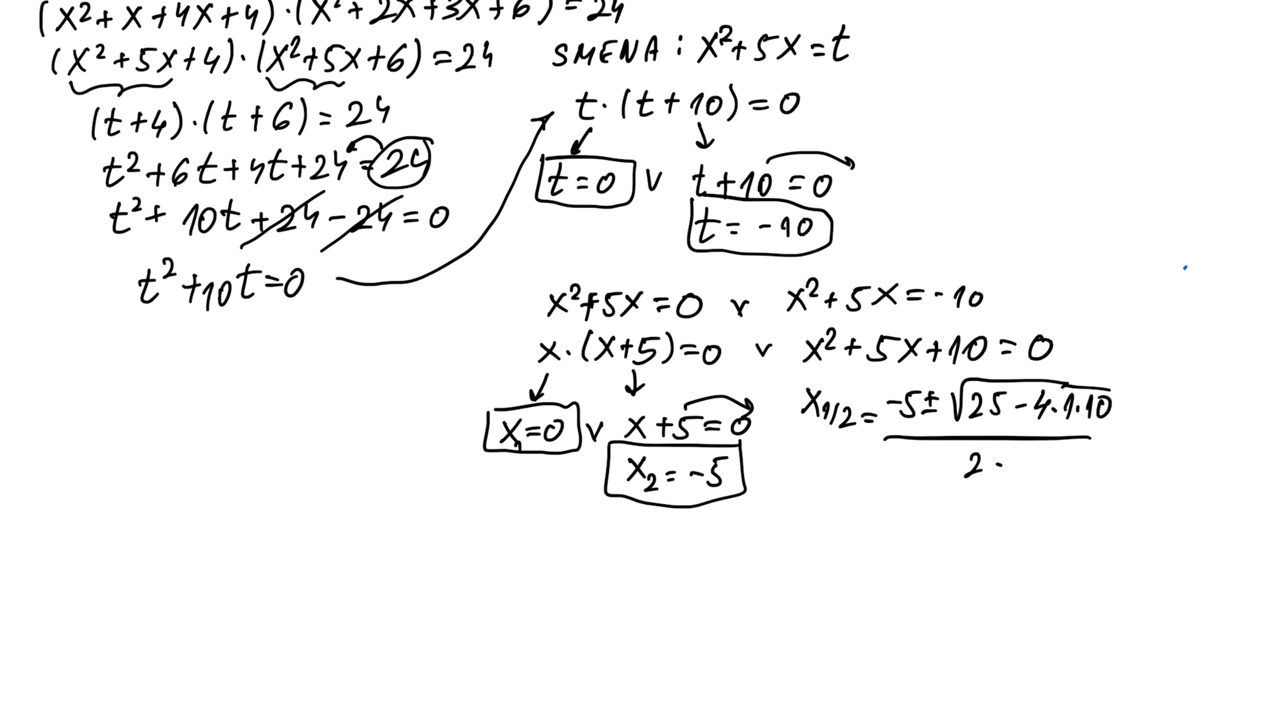 (x²+x+4x+4)·(x²+2x+3x+6)=24
(x²+5x+4)·(x²+5x+6)=24
(t+4)·(t+6)=24
t²+6t+4t+24=24
t²+10t+24-24=0
t²+10t=0
SMENA: x²+5x=t
t·(t+10)=0
t=0 v t+10=0
t=-10
x²+5x=0 v x²+5x=-10
x·(x+5)=0 v x²+5x+10=0
x₁=0 v x+5=0
x₂=-5
x₁/₂=(-5±√25-4·1·10)/2·